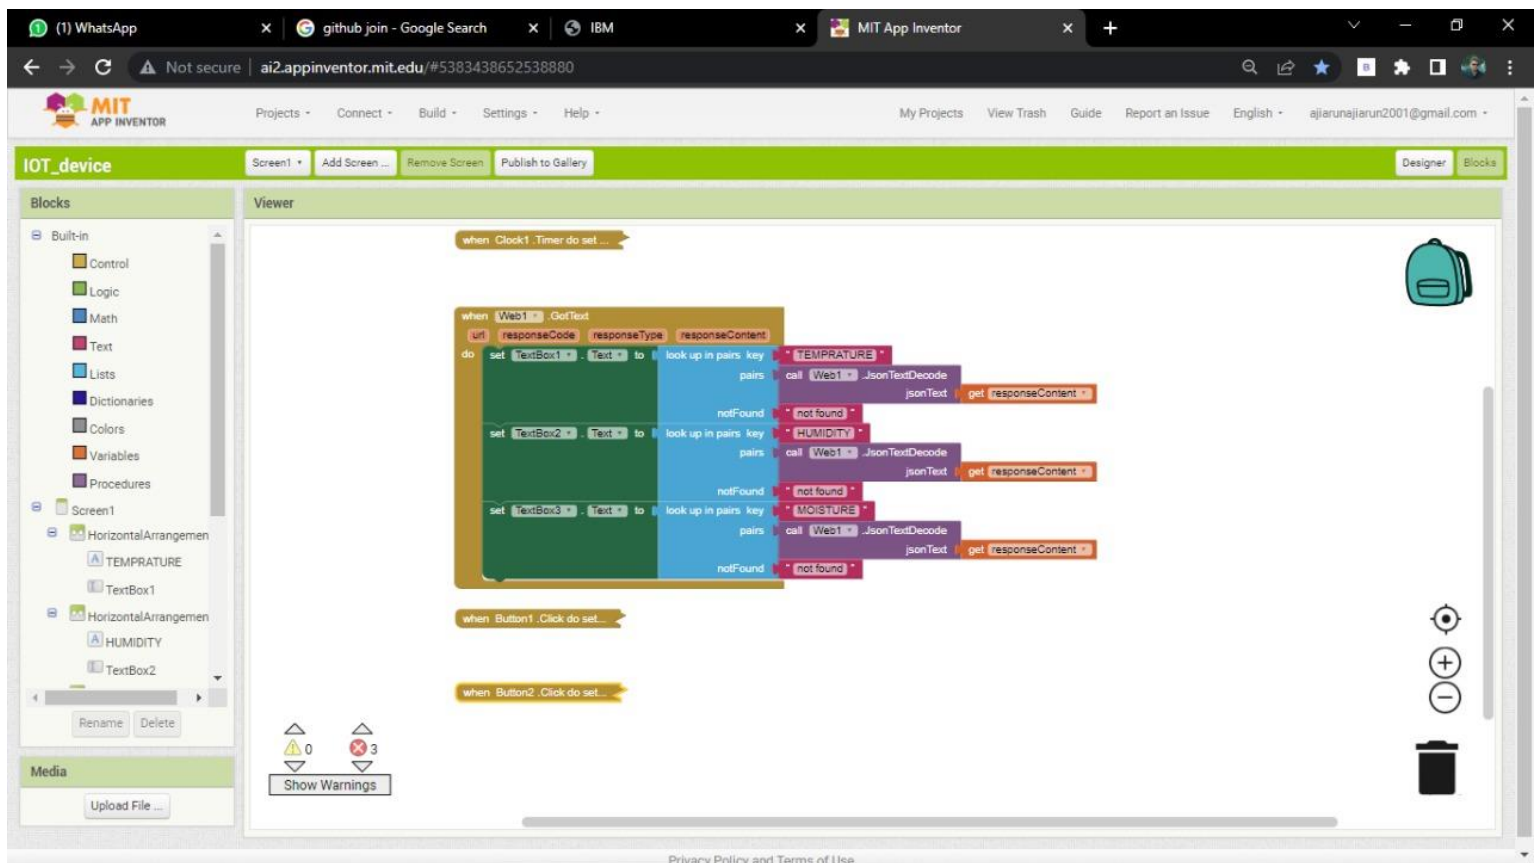 (1) WhatsApp
github join - Google Search
IBM
MIT App Inventor
Not secure ai2.appinventor.mit.edu/#5383438652538880
MIT
APP INVENTOR
Projects
Connect
Build
Settings
Help
My Projects
View Trash
Guide
Report an Issue
English
ajiarunajiarun2001@gmail.com
IOT_device
Screen1
Add Screen ...
Remove Screen
Publish to Gallery
Designer
Blocks
Blocks
Built-in
Control
Logic
Math
Text
Lists
Dictionaries
Colors
Variables
Procedures
Screen1
HorizontalArrangemen
TEMPRATURE
TextBox1
HorizontalArrangemen
HUMIDITY
TextBox2
Rename
Delete
Media
Upload File ...
Viewer
when Clock1 .Timer do set ...
when Web1 .GotText
url responseCode responseType responseContent
do set TextBox1 . Text to look up in pairs key " TEMPRATURE "
pairs call Web1 .JsonTextDecode
jsonText get responseContent
notFound " not found "
set TextBox2 . Text to look up in pairs key " HUMIDITY "
pairs call Web1 .JsonTextDecode
jsonText get responseContent
notFound " not found "
set TextBox3 . Text to look up in pairs key " MOISTURE "
pairs call Web1 .JsonTextDecode
jsonText get responseContent
notFound " not found "
when Button1 .Click do set...
when Button2 .Click do set...
0
3
Show Warnings
Privacy Policy and Terms of Use